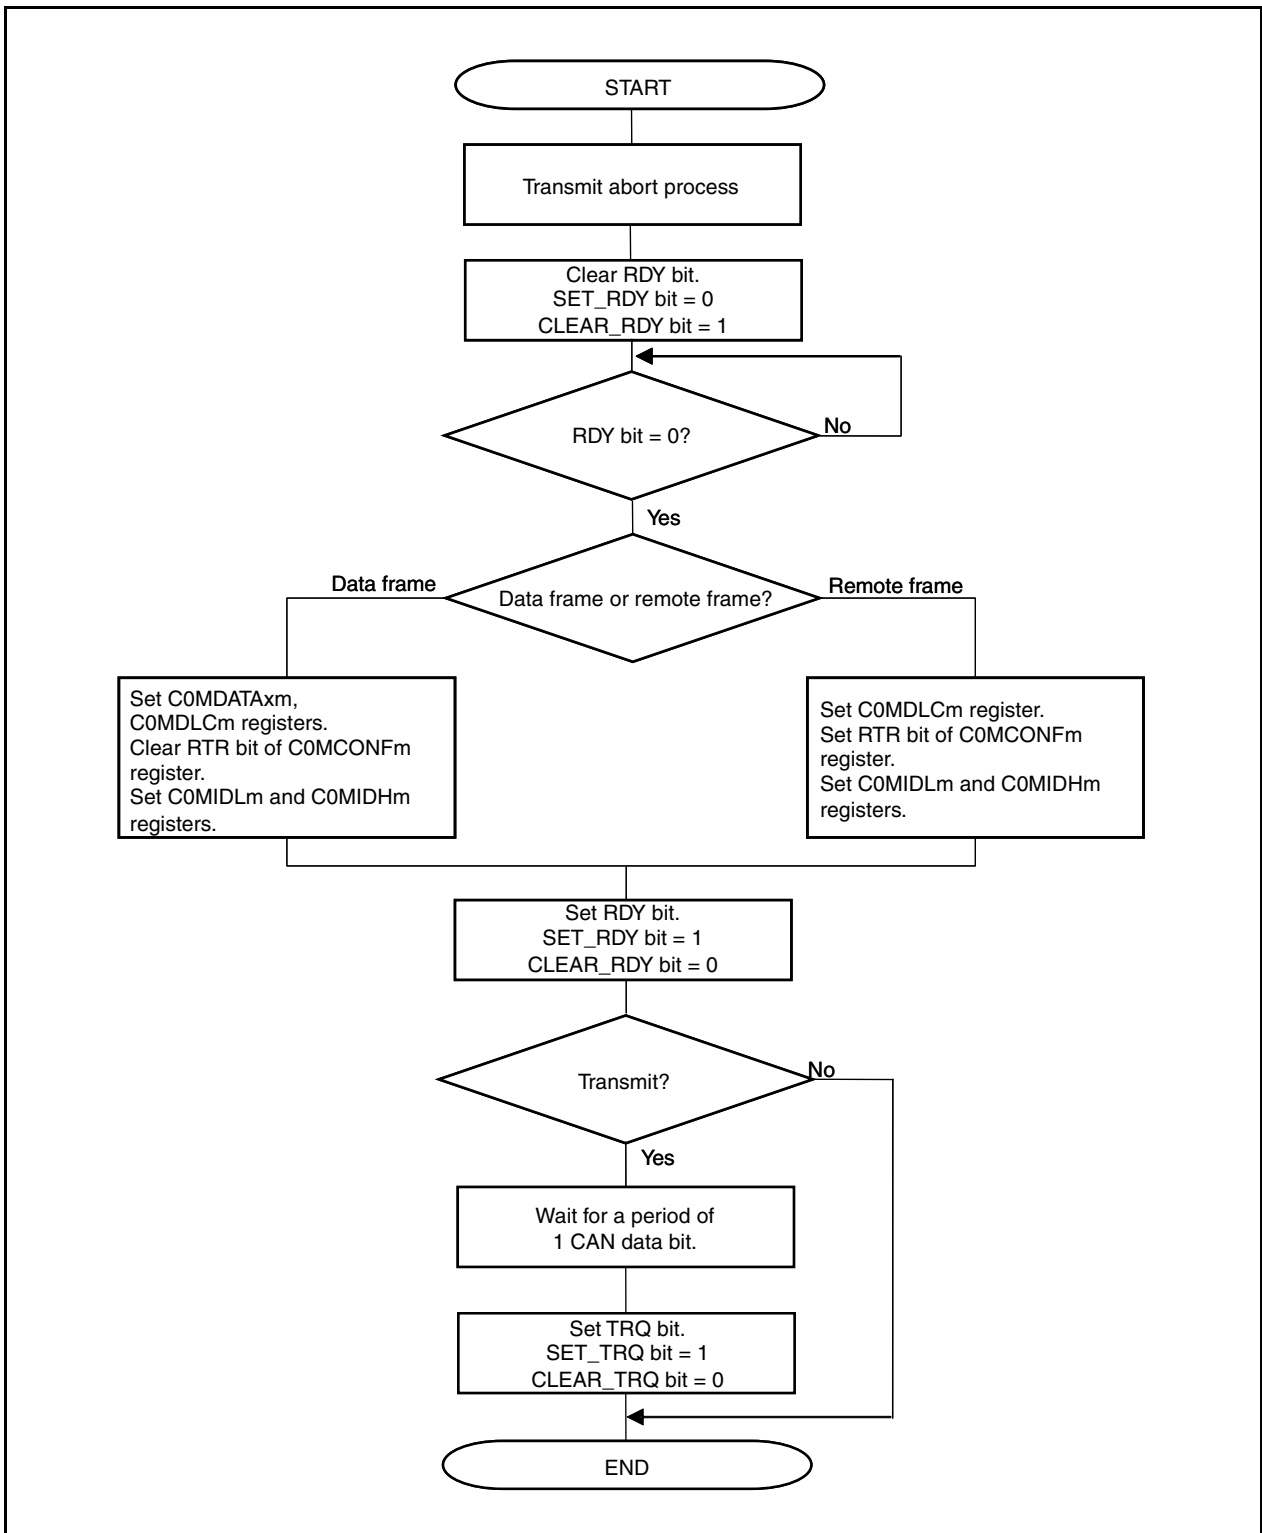 START
Transmit abort process
Clear RDY bit.
SET_RDY bit = 0
CLEAR_RDY bit = 1
RDY bit = 0?
No
Yes
Data frame
Data frame or remote frame?
Remote frame
Set C0MDATAxm,
C0MDLCm registers.
Clear RTR bit of C0MCONFm
register.
Set C0MIDLm and C0MIDHm
registers.
Set C0MDLCm register.
Set RTR bit of C0MCONFm
register.
Set C0MIDLm and C0MIDHm
registers.
Set RDY bit.
SET_RDY bit = 1
CLEAR_RDY bit = 0
Transmit?
No
Yes
Wait for a period of
1 CAN data bit.
Set TRQ bit.
SET_TRQ bit = 1
CLEAR_TRQ bit = 0
END